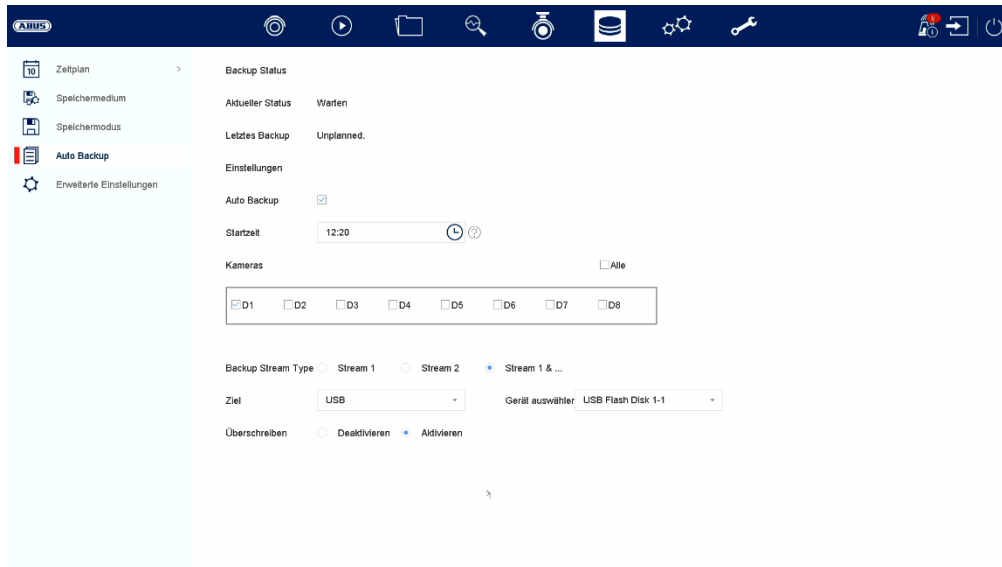 ABUS
10 Zeitplan >
Speichermedium
Speichermodus
Auto Backup
Erweiterte Einstellungen
Backup Status
Aktueller Status Warten
Letztes Backup Unplanned.
Einstellungen
Auto Backup
Startzeit 12:20 ?
Kameras Alle
D1 D2 D3 D4 D5 D6 D7 D8
Backup Stream Type Stream 1 Stream 2 Stream 1 & ...
Ziel USB Gerät auswähler USB Flash Disk 1-1
Überschreiben Deaktivieren Aktivieren